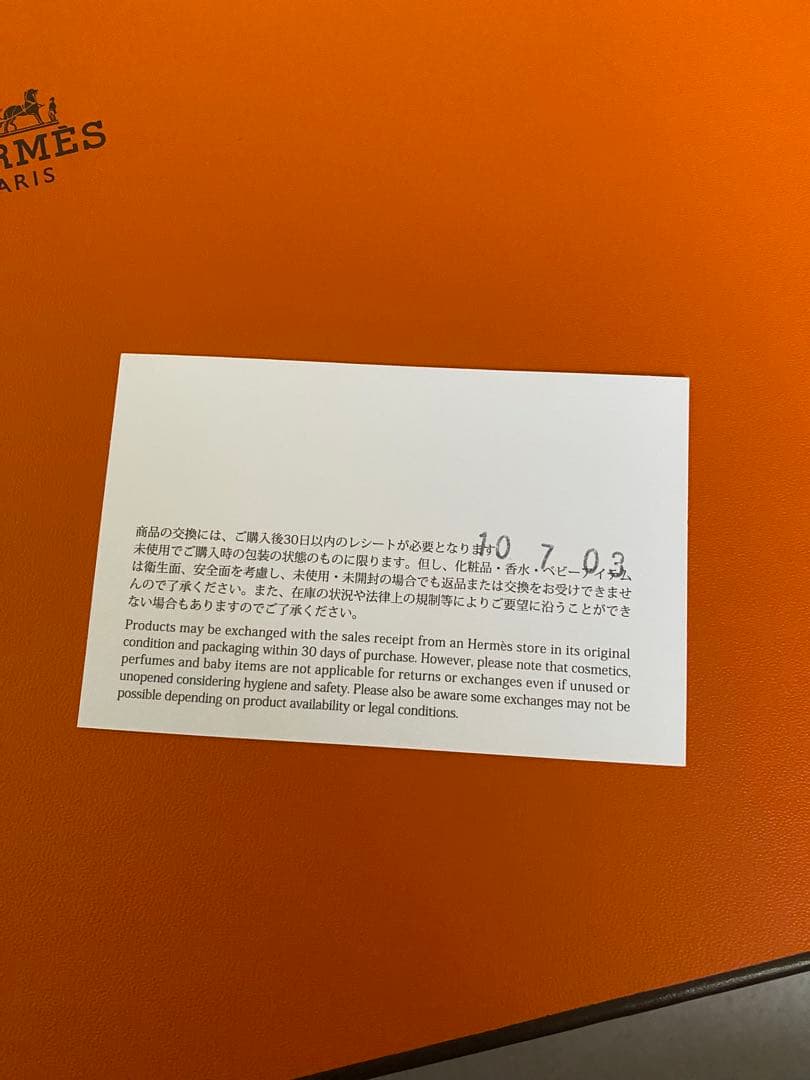 RMÈS
ARIS
商品の交換には、ご購入後30日以内のレシートが必要となります。
10 7 03
未使用でご購入時の包装の状態のものに限ります。但し、化粧品・香水・ベビーアイテム
は衛生面、安全面を考慮し、未使用・未開封の場合でも返品または交換をお受けできませ
んので了承ください。また、在庫の状況や法律上の規制等によりご要望に沿うことができ
ない場合もありますのでご了承ください。
Products may be exchanged with the sales receipt from an Hermès store in its original
condition and packaging within 30 days of purchase. However, please note that cosmetics,
perfumes and baby items are not applicable for returns or exchanges even if unused or
unopened considering hygiene and safety. Please also be aware some exchanges may not be
possible depending on product availability or legal conditions.